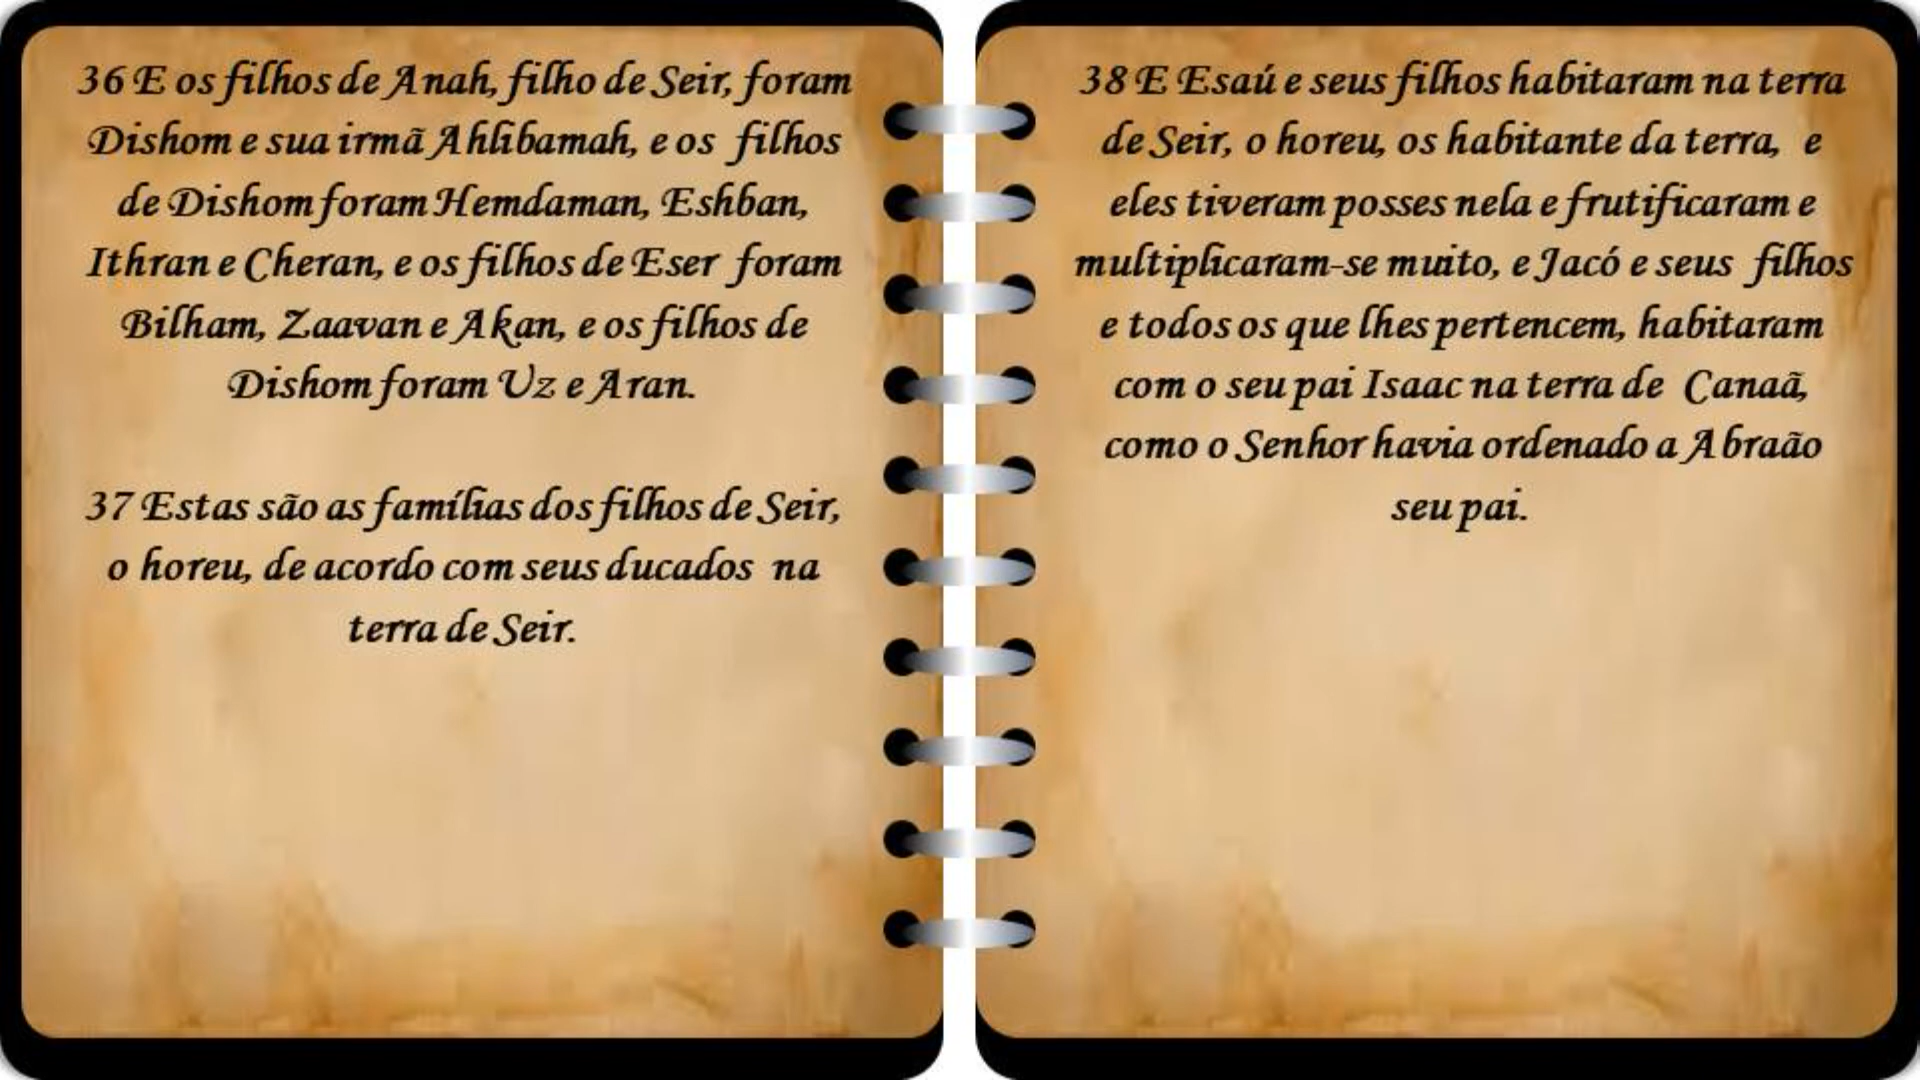 36 E os filhos de Anah, filho de Seir, foram
Dishom e sua irmã Ahlibamah, e os filhos
de Dishom foram Hemdaman, Eshban,
Ithran e Cheran, e os filhos de Eser foram
Bilham, Zaavan e Akan, e os filhos de
Dishom foram Uz e Aran.
37 Estas são as famílias dos filhos de Seir,
o horeu, de acordo com seus ducados na
terra de Seir.
38 E Esaú e seus filhos habitaram na terra
de Seir, o horeu, os habitante da terra, e
eles tiveram posses nela e frutificaram e
multiplicaram-se muito, e Jacó e seus filhos
e todos os que lhes pertencem, habitaram
com o seu pai Isaac na terra de Canaã,
como o Senhor havia ordenado a Abraão
seu pai.